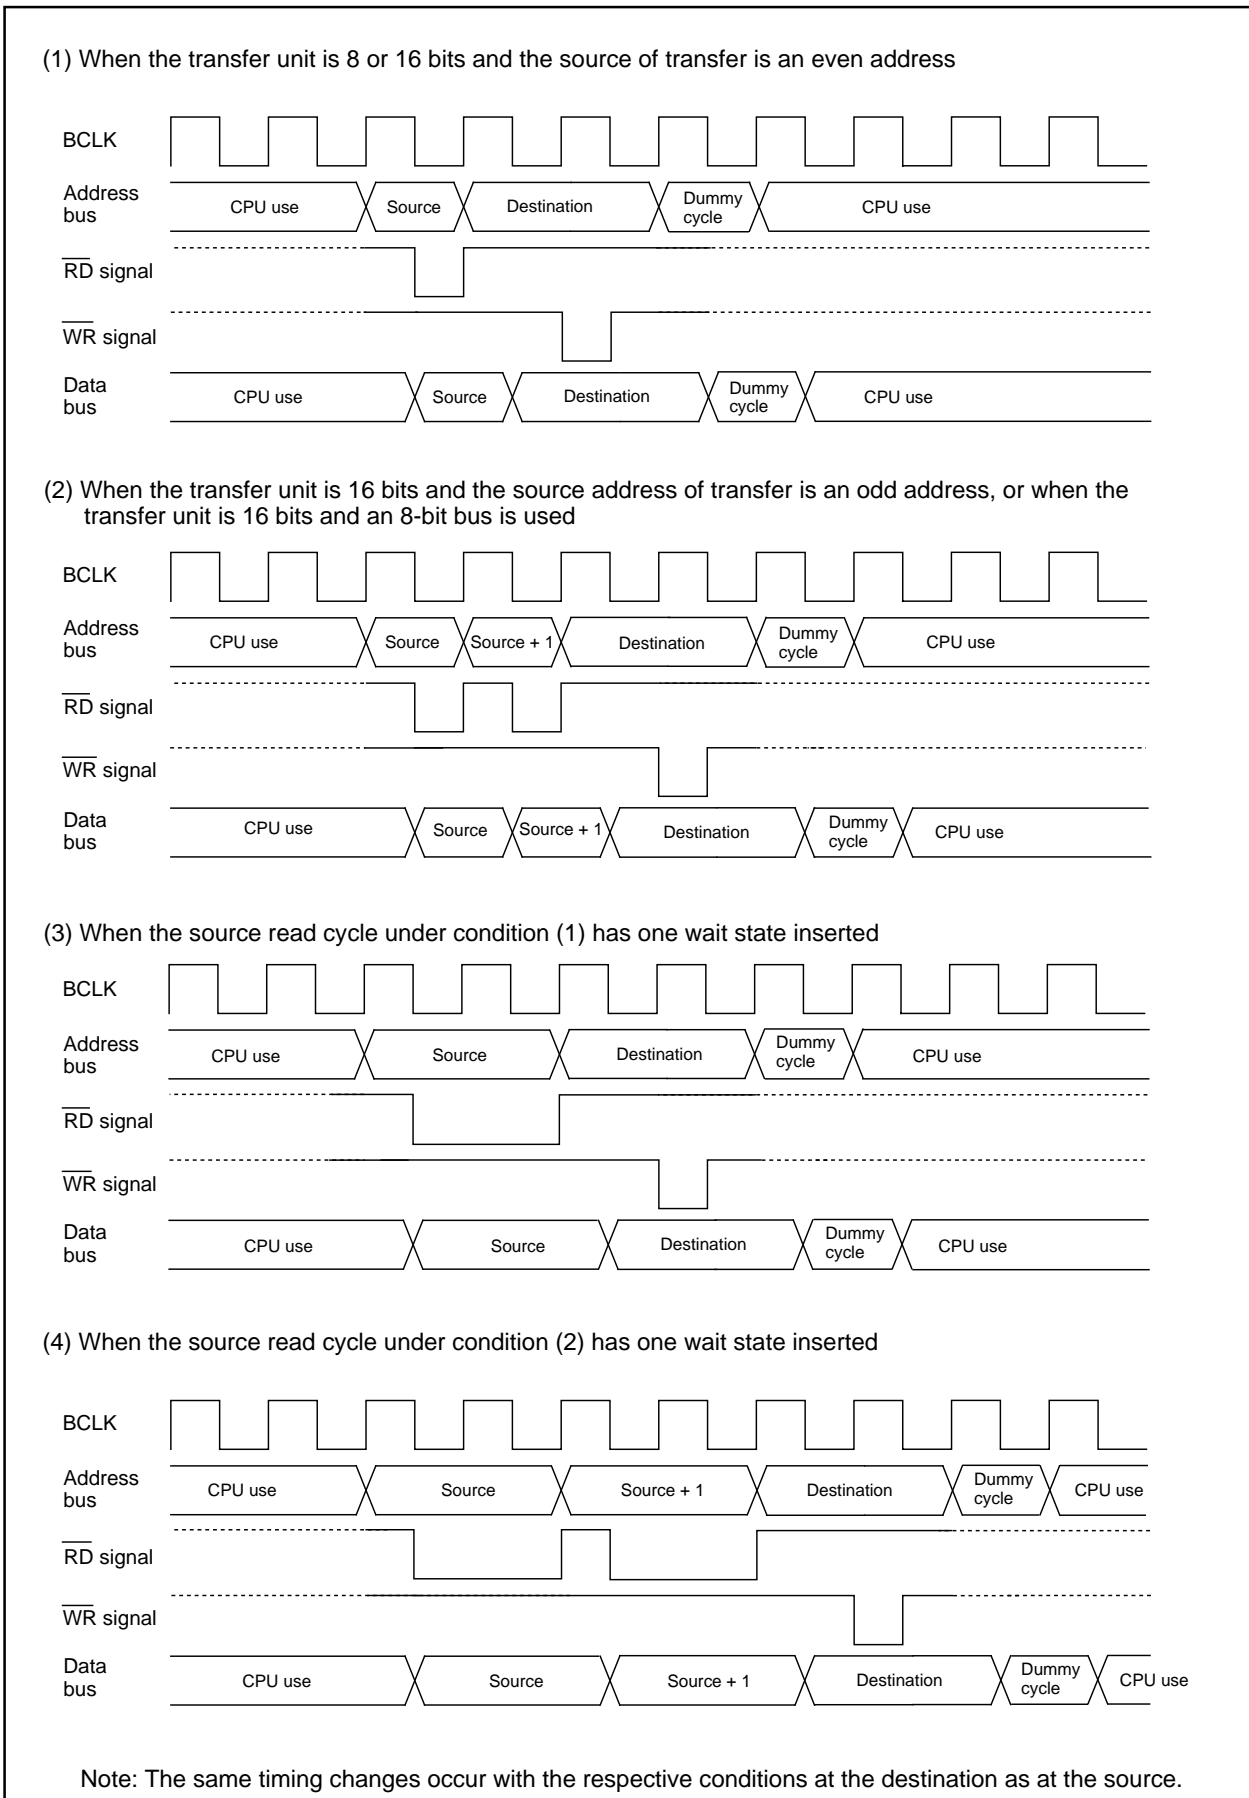 (1) When the transfer unit is 8 or 16 bits and the source of transfer is an even address
BCLK
Address
bus
CPU use
Source
Destination
Dummy
cycle
CPU use
RD signal
WR signal
Data
bus
CPU use
Source
Destination
Dummy
cycle
CPU use
(2) When the transfer unit is 16 bits and the source address of transfer is an odd address, or when the
transfer unit is 16 bits and an 8-bit bus is used
BCLK
Address
bus
CPU use
Source
Source + 1
Destination
Dummy
cycle
CPU use
RD signal
WR signal
Data
bus
CPU use
Source
Source + 1
Destination
Dummy
cycle
CPU use
(3) When the source read cycle under condition (1) has one wait state inserted
BCLK
Address
bus
CPU use
Source
Destination
Dummy
cycle
CPU use
RD signal
WR signal
Data
bus
CPU use
Source
Destination
Dummy
cycle
CPU use
(4) When the source read cycle under condition (2) has one wait state inserted
BCLK
Address
bus
CPU use
Source
Source + 1
Destination
Dummy
cycle
CPU use
RD signal
WR signal
Data
bus
CPU use
Source
Source + 1
Destination
Dummy
cycle
CPU use
Note: The same timing changes occur with the respective conditions at the destination as at the source.